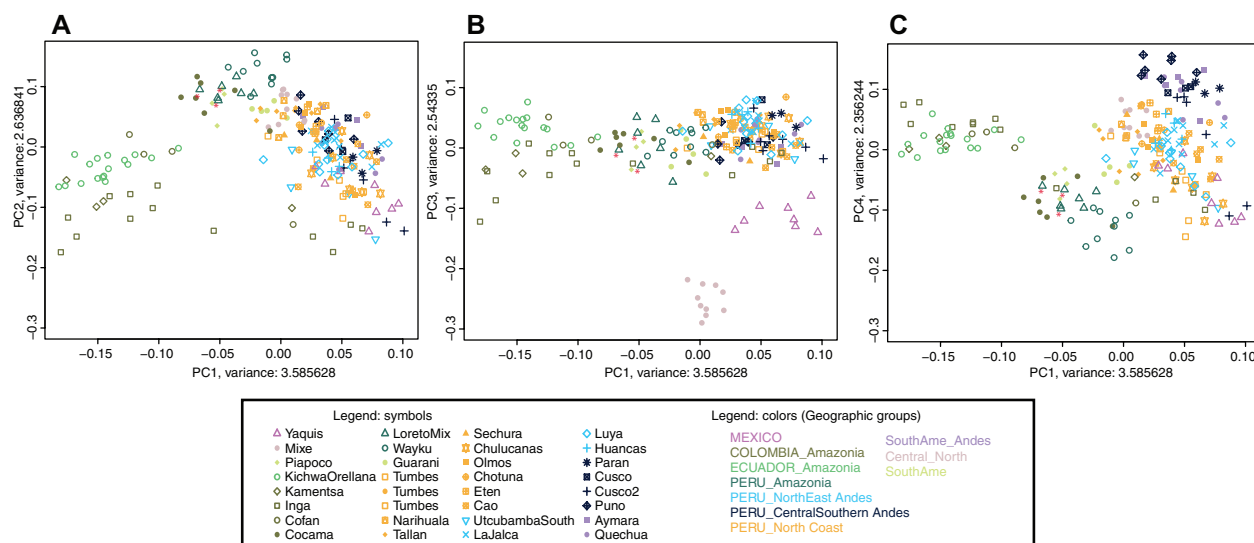 A
B
C
PC2, variance: 2.636841
0.1
0.0
−0.1
−0.2
−0.3
−0.15 −0.10 −0.05 0.00 0.05 0.10
PC1, variance: 3.585628
PC3, variance: 2.544335
0.1
0.0
−0.1
−0.2
−0.3
−0.15 −0.10 −0.05 0.00 0.05 0.10
PC1, variance: 3.585628
PC4, variance: 2.356244
0.1
0.0
−0.1
−0.2
−0.3
−0.15 −0.10 −0.05 0.00 0.05 0.10
PC1, variance: 3.585628
Legend: symbols
Yaquis
Mixe
Piapoco
KichwaOrellana
Kamentsa
Inga
Cofan
Cocama
LoretoMix
Wayku
Guarani
Tumbes
Tumbes
Tumbes
Narihuala
Tallan
Sechura
Chulucanas
Olmos
Chotuna
Eten
Cao
UtcubambaSouth
LaJalca
Luya
Huancas
Paran
Cusco
Cusco2
Puno
Aymara
Quechua
Legend: colors (Geographic groups)
MEXICO
COLOMBIA_Amazonia
ECUADOR_Amazonia
PERU_Amazonia
PERU_NorthEast Andes
PERU_CentralSouthern Andes
PERU_North Coast
SouthAme_Andes
Central_North
SouthAme